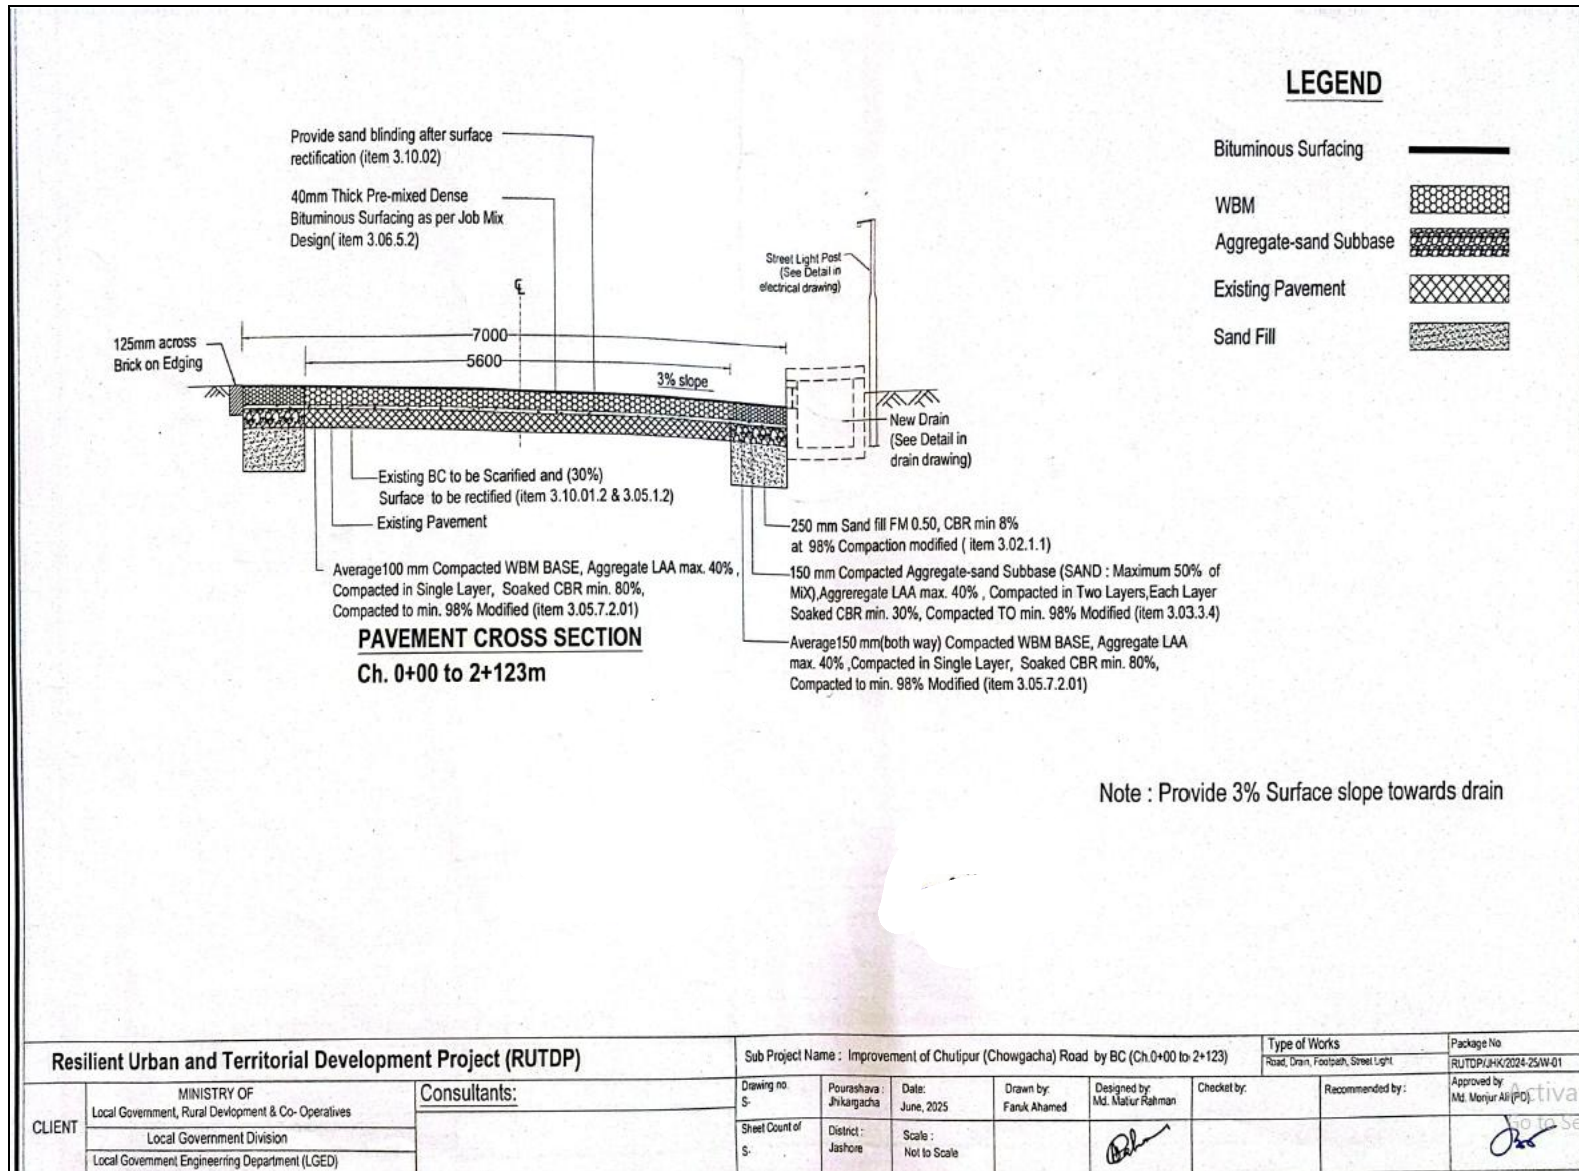 LEGEND
Bituminous Surfacing
WBM
Aggregate-sand Subbase
Existing Pavement
Sand Fill
Provide sand blinding after surface
rectification (item 3.10.02)
40mm Thick Pre-mixed Dense
Bituminous Surfacing as per Job Mix
Design( item 3.06.5.2)
Street Light Post
(See Detail in
electrical drawing)
℄
7000
5600
3% slope
125mm across
Brick on Edging
New Drain
(See Detail in
drain drawing)
Existing BC to be Scarified and (30%)
Surface to be rectified (item 3.10.01.2 & 3.05.1.2)
Existing Pavement
Average100 mm Compacted WBM BASE, Aggregate LAA max. 40% ,
Compacted in Single Layer, Soaked CBR min. 80%,
Compacted to min. 98% Modified (item 3.05.7.2.01)
250 mm Sand fill FM 0.50, CBR min 8%
at 98% Compaction modified ( item 3.02.1.1)
150 mm Compacted Aggregate-sand Subbase (SAND : Maximum 50% of
MiX),Aggreregate LAA max. 40% , Compacted in Two Layers,Each Layer
Soaked CBR min. 30%, Compacted TO min. 98% Modified (item 3.03.3.4)
Average150 mm(both way) Compacted WBM BASE, Aggregate LAA
max. 40% ,Compacted in Single Layer, Soaked CBR min. 80%,
Compacted to min. 98% Modified (item 3.05.7.2.01)
PAVEMENT CROSS SECTION
Ch. 0+00 to 2+123m
Note : Provide 3% Surface slope towards drain
Resilient Urban and Territorial Development Project (RUTDP)
Sub Project Name : Improvement of Chutipur (Chowgacha) Road by BC (Ch.0+00 to 2+123)
Type of Works
Road, Drain, Footpath, Street Light.
Package No
RUTDP/JHK/2024-25/W-01
CLIENT
MINISTRY OF
Local Government, Rural Devlopment & Co- Operatives
Local Government Division
Local Government Engineering Department (LGED)
Consultants:
Drawing no.
S-
Sheet Count of
S-
Pourashava :
Jhikargacha
District :
Jashore
Date:
June, 2025
Scale :
Not to Scale
Drawn by:
Faruk Ahamed
Designed by:
Md. Matiur Rahman
Checket by:
Recommended by :
Approved by
Md. Monjur Ali (PD).